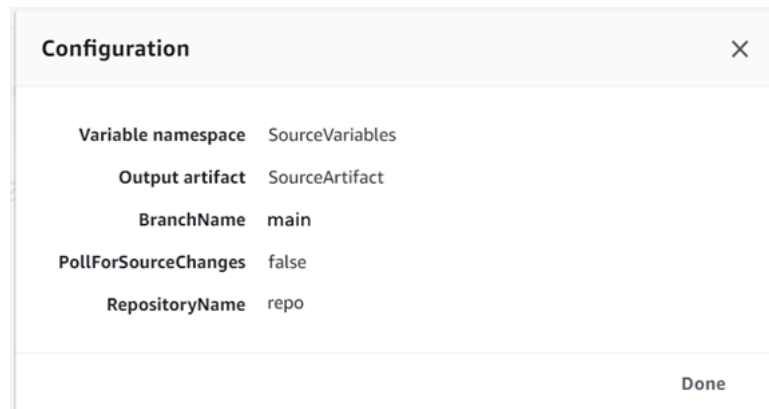 Configuration
Variable namespace SourceVariables
Output artifact SourceArtifact
BranchName main
PollForSourceChanges false
RepositoryName repo
Done